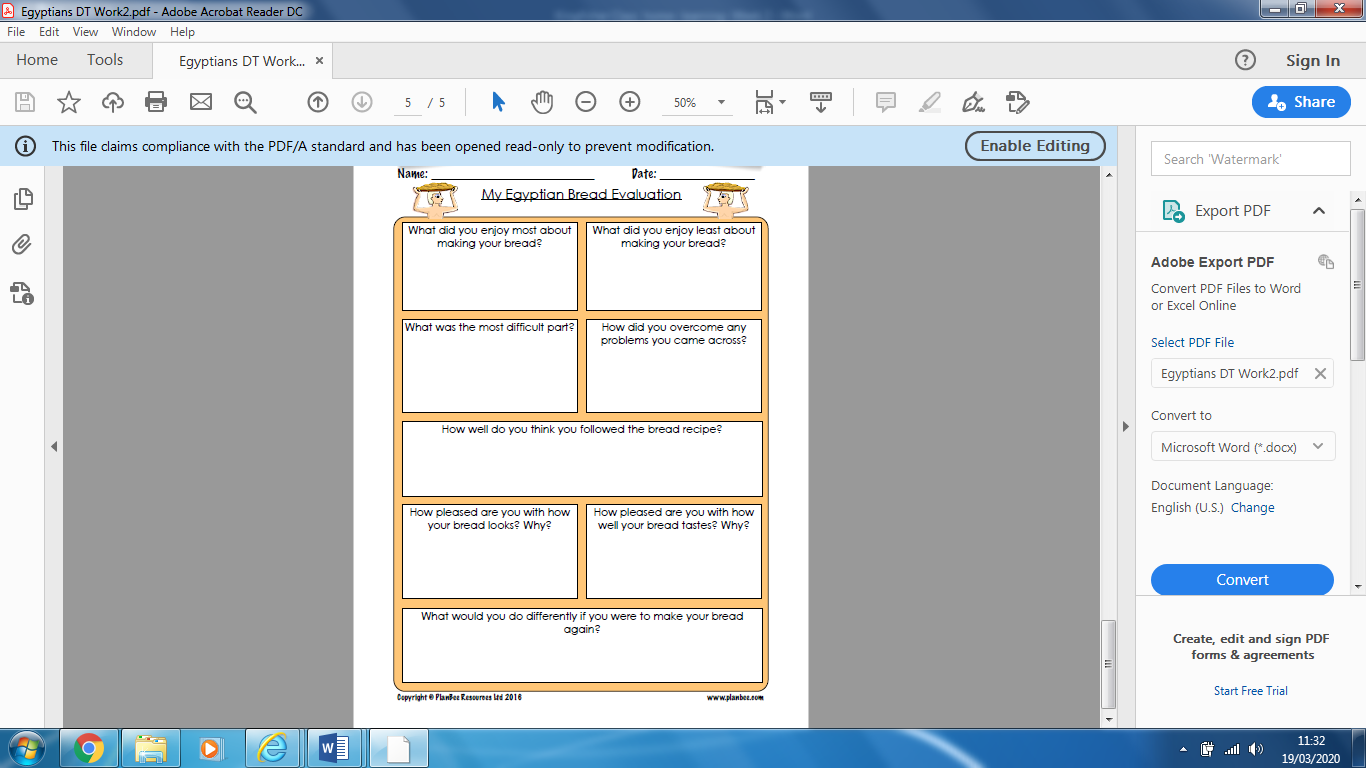 Egyptians DT Work2.pdf - Adobe Acrobat Reader DC
File Edit View Window Help
Home Tools Egyptians DT Work... × Sign In
5 / 5 50% Share
This file claims compliance with the PDF/A standard and has been opened read-only to prevent modification. Enable Editing
Name: ____________________ Date: ____________
My Egyptian Bread Evaluation
What did you enjoy most about
making your bread?
What did you enjoy least about
making your bread?
What was the most difficult part?
How did you overcome any
problems you came across?
How well do you think you followed the bread recipe?
How pleased are you with how
your bread looks? Why?
How pleased are you with how
well your bread tastes? Why?
What would you do differently if you were to make your bread
again?
Copyright © PlanBee Resources Ltd 2016 www.planbee.com
Search 'Watermark'
Export PDF
Adobe Export PDF
Convert PDF Files to Word
or Excel Online
Select PDF File
Egyptians DT Work2.pdf
Convert to
Microsoft Word (*.docx)
Document Language:
English (U.S.) Change
Convert
Create, edit and sign PDF
forms & agreements
Start Free Trial
11:32
19/03/2020